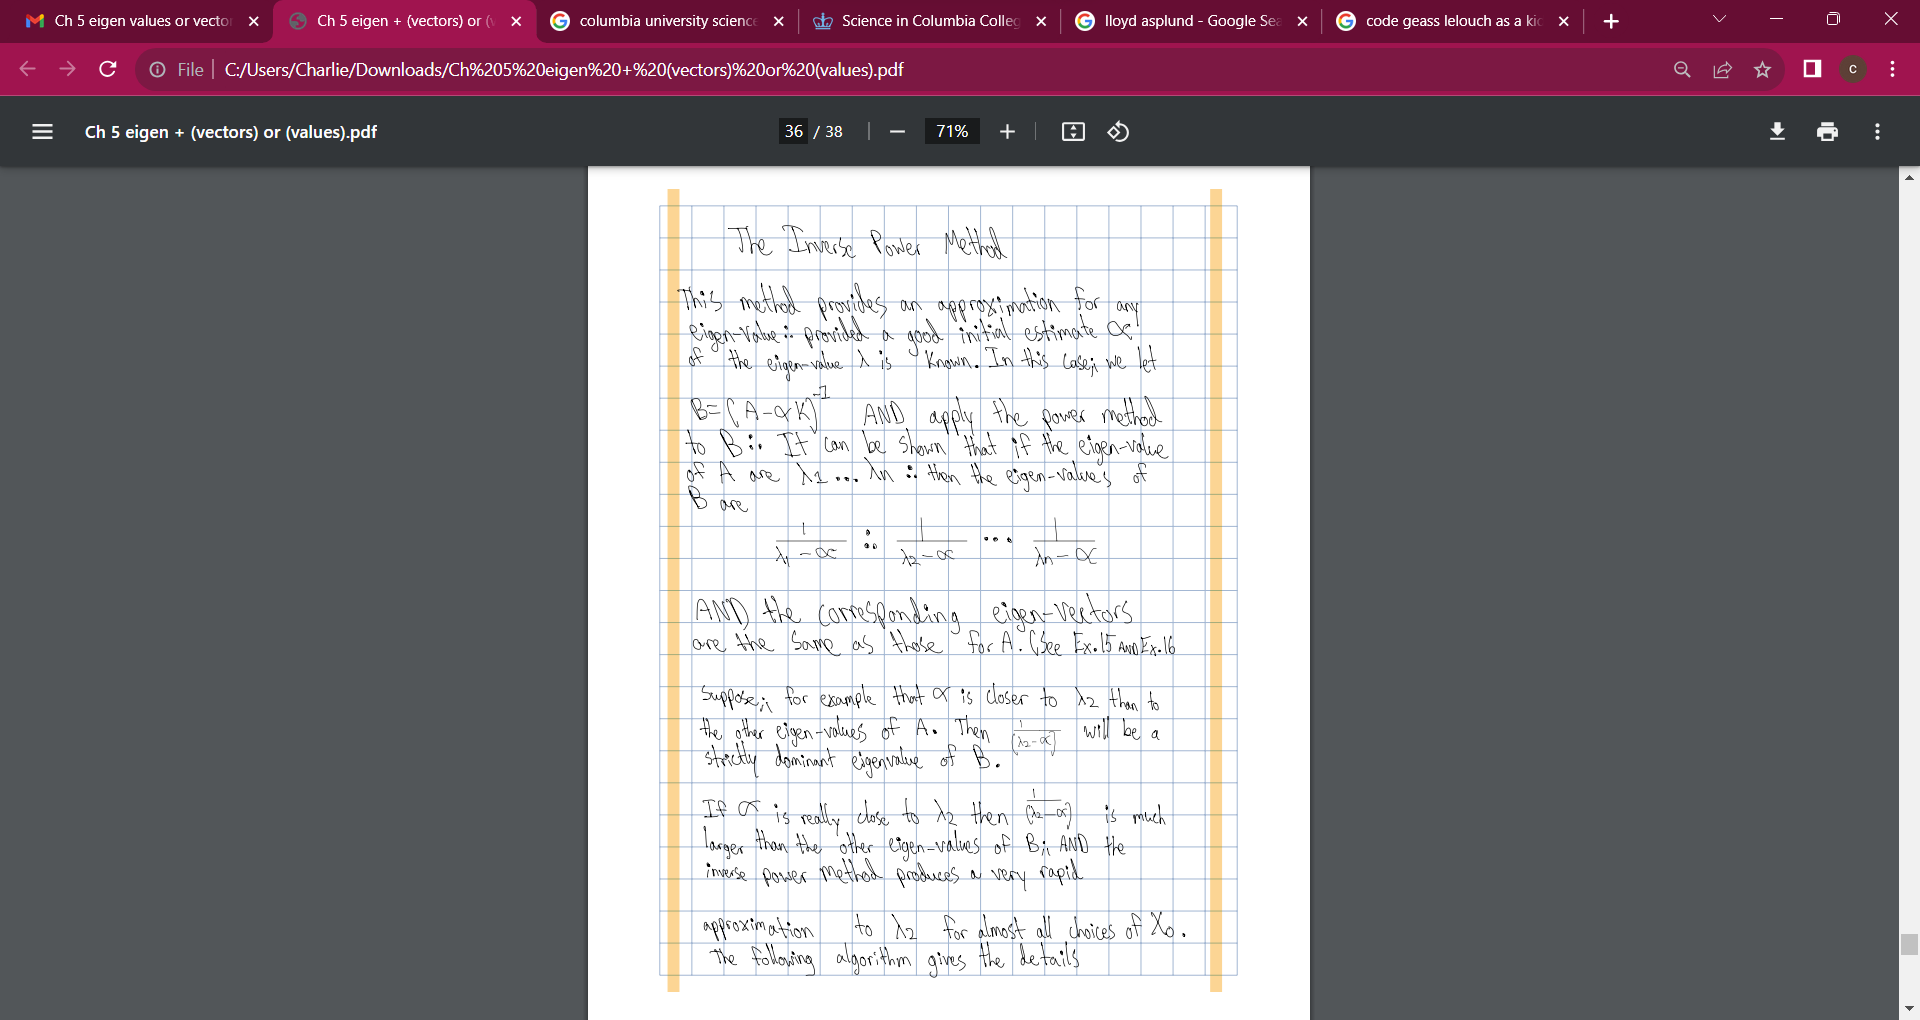 Ch 5 eigen values or vector
Ch 5 eigen + (vectors) or (v
columbia university science
Science in Columbia Colleg
lloyd asplund - Google Sea
code geass lelouch as a kid
File
C:/Users/Charlie/Downloads/Ch%205%20eigen%20+%20(vectors)%20or%20(values).pdf
c
Ch 5 eigen + (vectors) or (values).pdf
36 / 38
71%
The Inverse Power Method
This method provides an approximation for any
eigen-value ∴ provided a good initial estimate α
of the eigen-value λ is known. In this case;; we let
B=(A-αK)^-1 AND apply the power method
to B ∴ It can be shown that if the eigen-value
of A are λ1 ... λn ∴ then the eigen-values of
B are
1/(λ1-α) ∴ 1/(λ2-α) ... 1/(λn-α)
AND the corresponding eigen-vectors
are the same as those for A. (See Ex.15 AND Ex.16
Suppose;; for example that α is closer to λ2 than to
the other eigen-values of A. Then 1/(λ2-α) will be a
strictly dominant eigenvalue of B.
If α is really close to λ2 then 1/(λ2-α) is much
larger than the other eigen-values of B;; AND the
inverse power method produces a very rapid
approximation to λ2 for almost all choices of X0.
The following algorithm gives the details